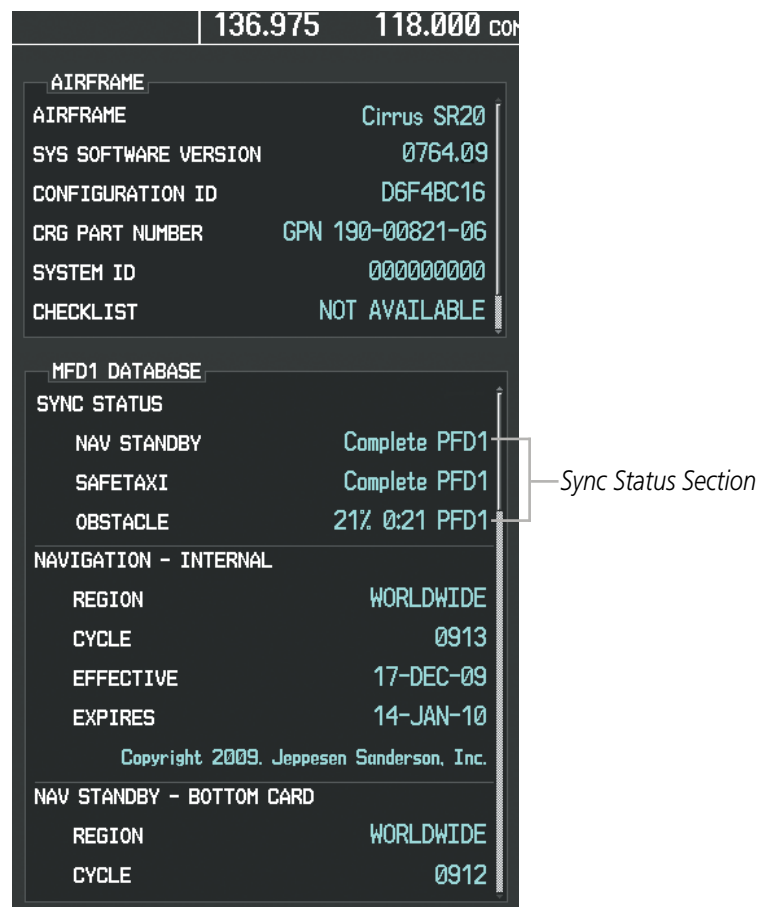 136.975 118.000 COM
AIRFRAME
AIRFRAME Cirrus SR20
SYS SOFTWARE VERSION 0764.09
CONFIGURATION ID D6F4BC16
CRG PART NUMBER GPN 190-00821-06
SYSTEM ID 000000000
CHECKLIST NOT AVAILABLE
MFD1 DATABASE
SYNC STATUS
NAV STANDBY Complete PFD1
SAFETAXI Complete PFD1
OBSTACLE 21% 0:21 PFD1
Sync Status Section
NAVIGATION - INTERNAL
REGION WORLDWIDE
CYCLE 0913
EFFECTIVE 17-DEC-09
EXPIRES 14-JAN-10
Copyright 2009. Jeppesen Sanderson, Inc.
NAV STANDBY - BOTTOM CARD
REGION WORLDWIDE
CYCLE 0912